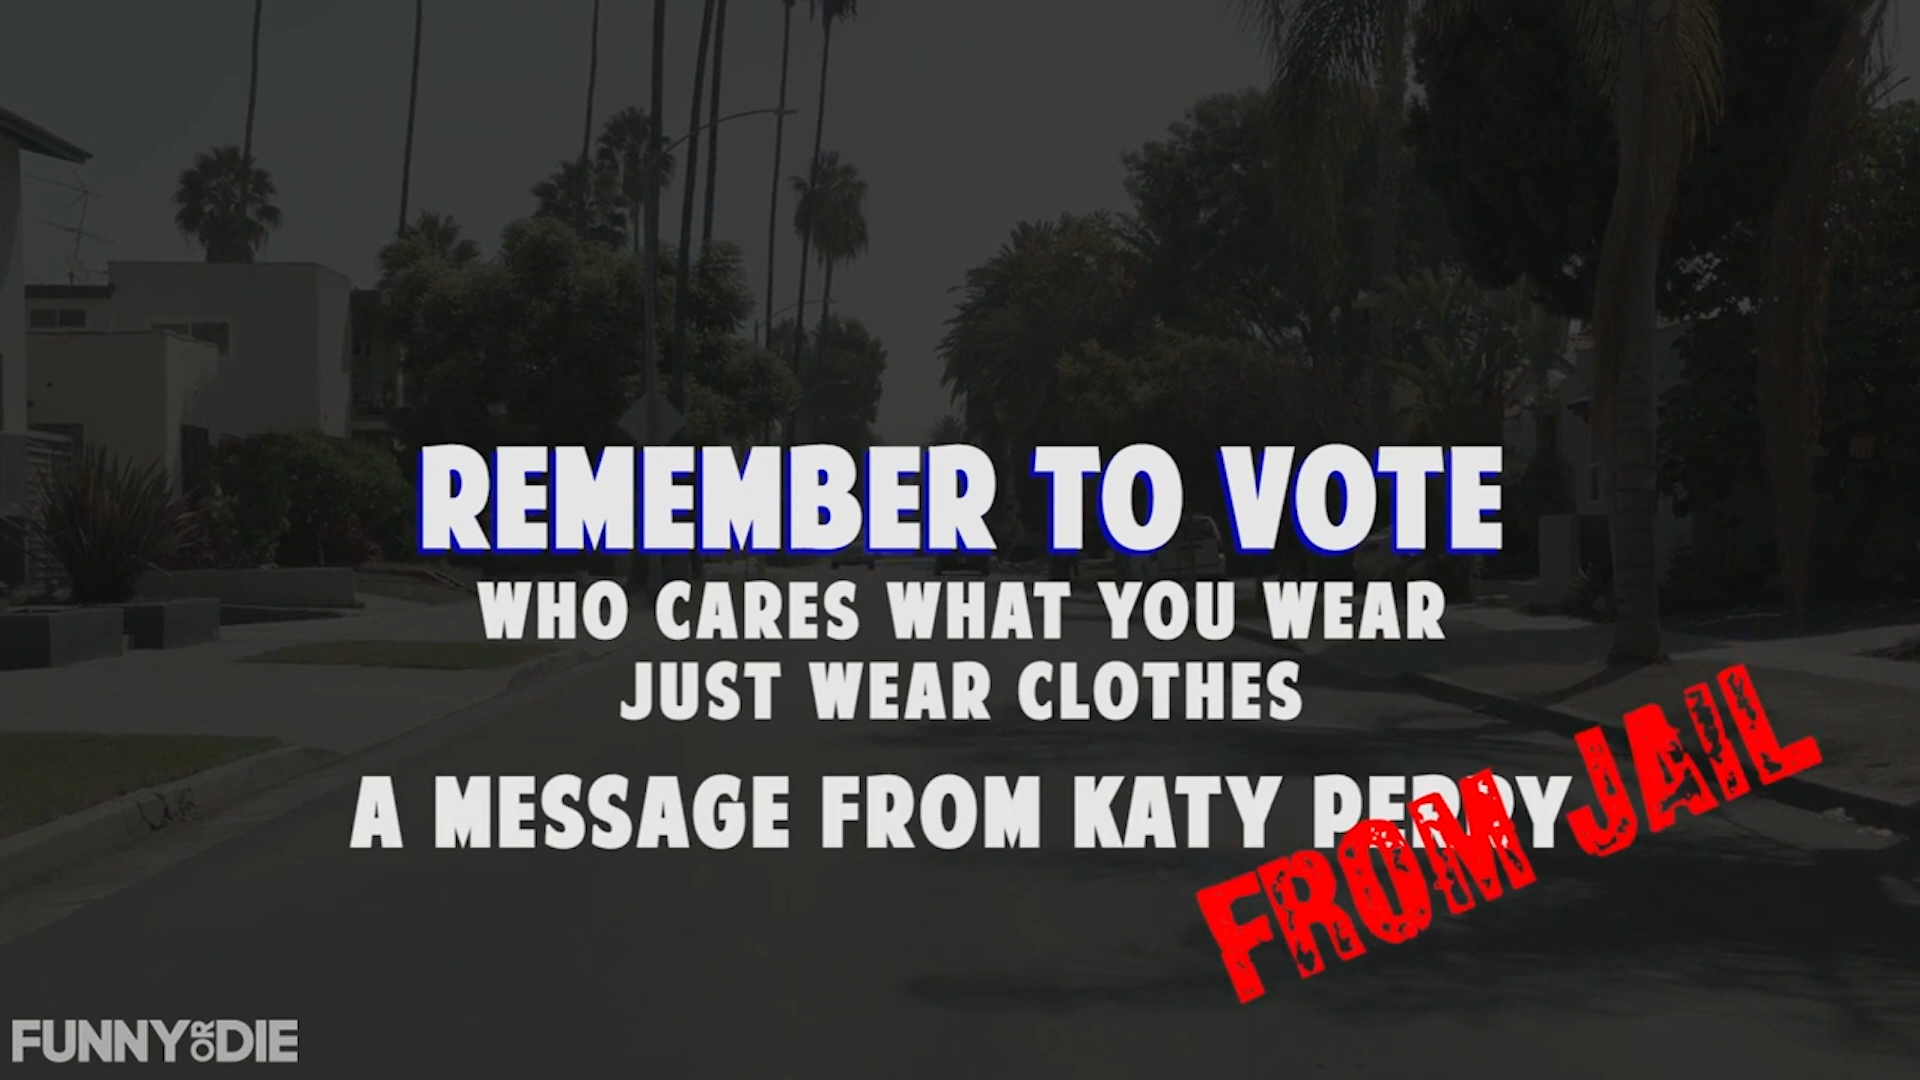 REMEMBER TO VOTE
WHO CARES WHAT YOU WEAR
JUST WEAR CLOTHES
A MESSAGE FROM KATY PERRY
FROM JAIL
FUNNY OR DIE